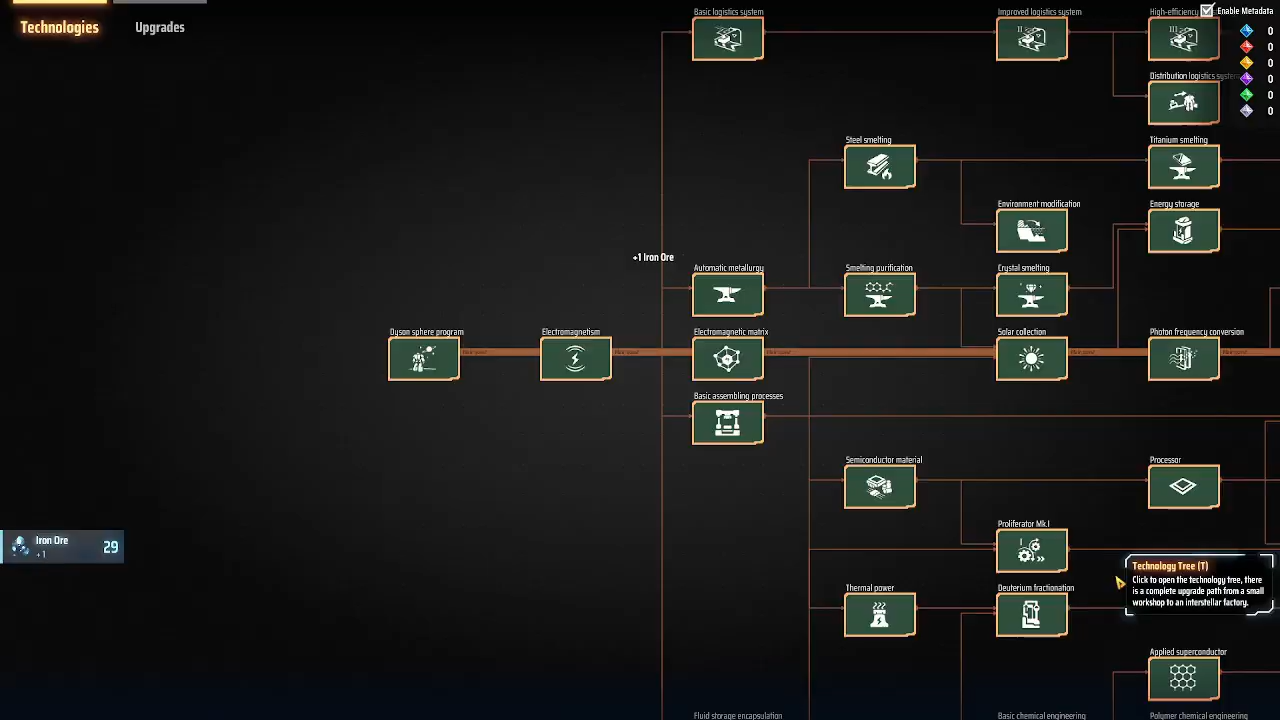 Technologies
Upgrades
Enable Metadata
0
0
0
0
0
0
Basic logistics system
Improved logistics system
High-efficiency
Distribution logistics system
Steel smelting
Titanium smelting
Environment modification
Energy storage
+1 Iron Ore
Automatic metallurgy
Smelting purification
Crystal smelting
Dyson sphere program
Electromagnetism
Electromagnetic matrix
Solar collection
Photon frequency conversion
Basic assembling processes
Semiconductor material
Processor
Iron Ore
+1
29
Proliferator Mk.I
Technology Tree (T)
Click to open the technology tree, there
is a complete upgrade path from a small
workshop to an interstellar factory.
Thermal power
Deuterium fractionation
Applied superconductor
Fluid storage encapsulation
Basic chemical engineering
Polymer chemical engineering